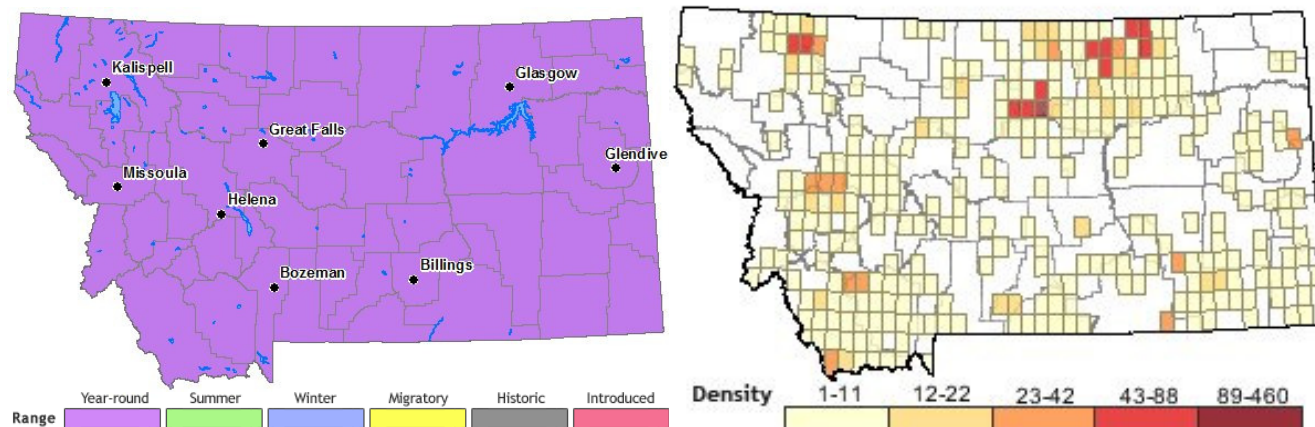 Kalispell
Glasgow
Great Falls
Glendive
Missoula
Helena
Bozeman
Billings
Range Year-round Summer Winter Migratory Historic Introduced
Density 1-11 12-22 23-42 43-88 89-460